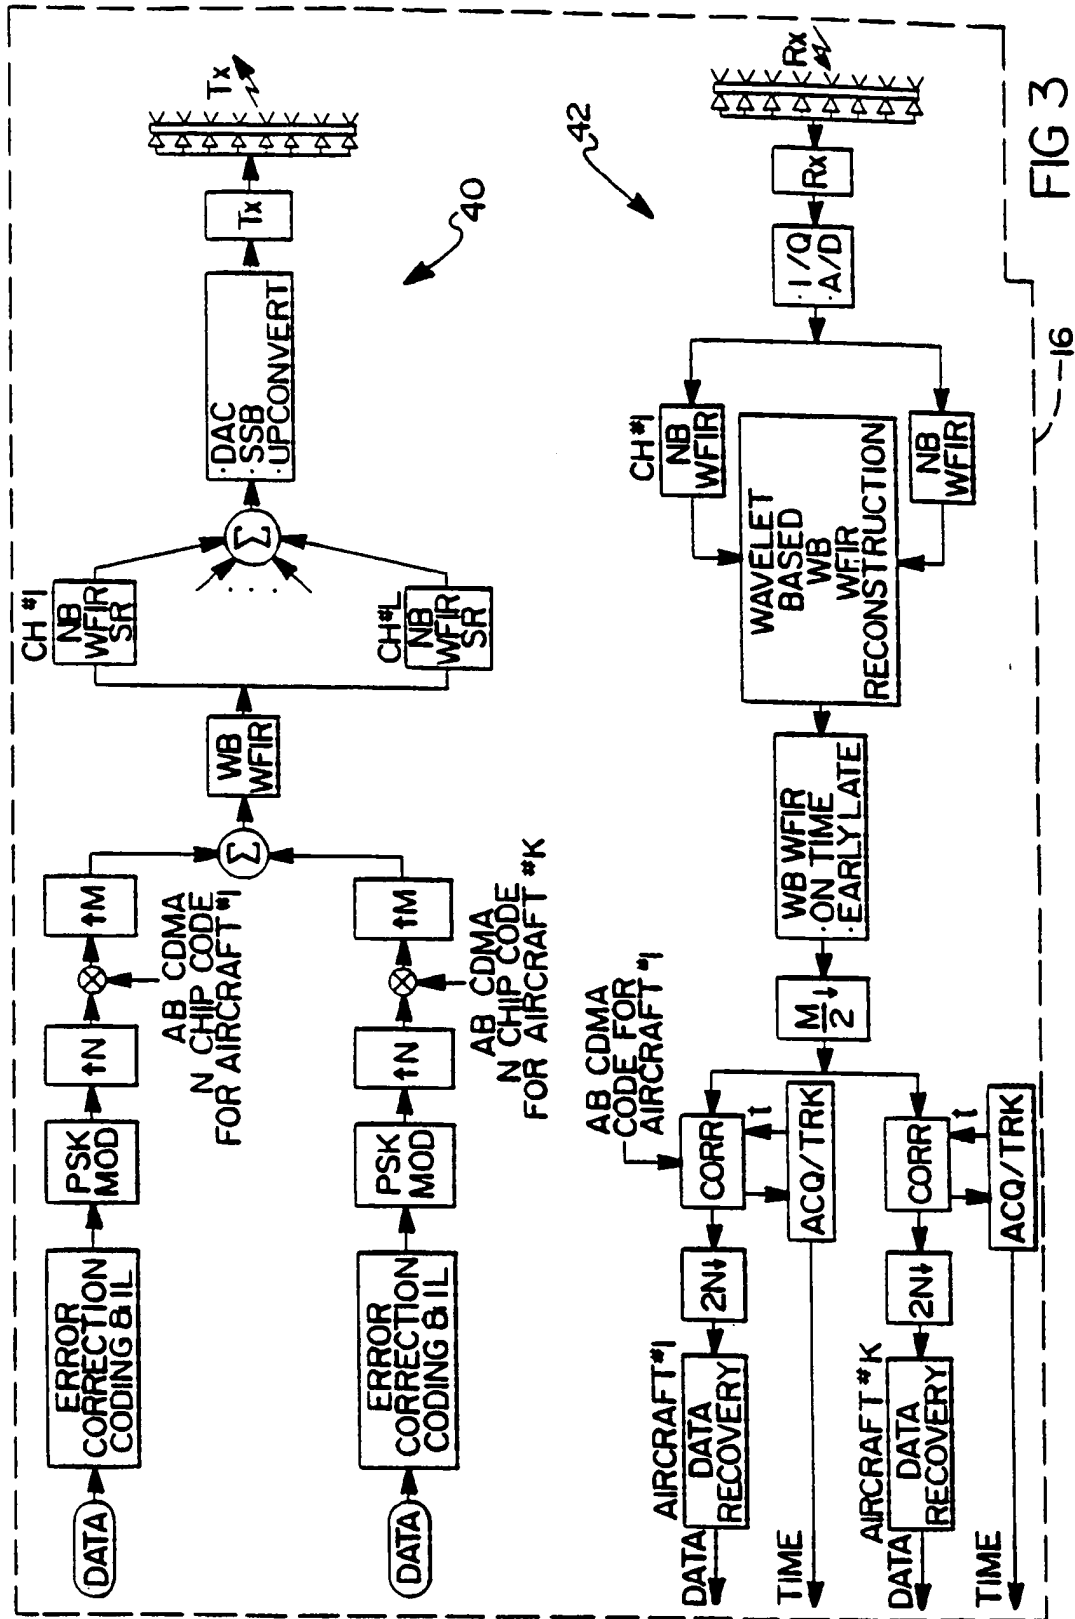 DATA
ERROR
CORRECTION
CODING & IL
PSK
MOD
↑N
AB CDMA
N CHIP CODE
FOR AIRCRAFT #1
↑M
DATA
ERROR
CORRECTION
CODING & IL
PSK
MOD
↑N
AB CDMA
N CHIP CODE
FOR AIRCRAFT #K
↑M
Σ
WB
WFIR
CH #1
NB
WFIR
SR
CH #L
NB
WFIR
SR
Σ
. . .
·DAC
·SSB
·UPCONVERT
Tx
Tx
40
42
Rx
Rx
·I/Q
·A/D
CH #1
NB
WFIR
NB
WFIR
WAVELET
BASED
WB
WFIR
RECONSTRUCTION
WB WFIR
·ON TIME
·EARLY LATE
M/2 ↓
AB CDMA
CODE FOR
AIRCRAFT #1
CORR
t
ACQ/TRK
2N↓
AIRCRAFT #1
DATA
RECOVERY
DATA
TIME
CORR
t
ACQ/TRK
2N↓
AIRCRAFT #K
DATA
RECOVERY
DATA
TIME
16
FIG 3